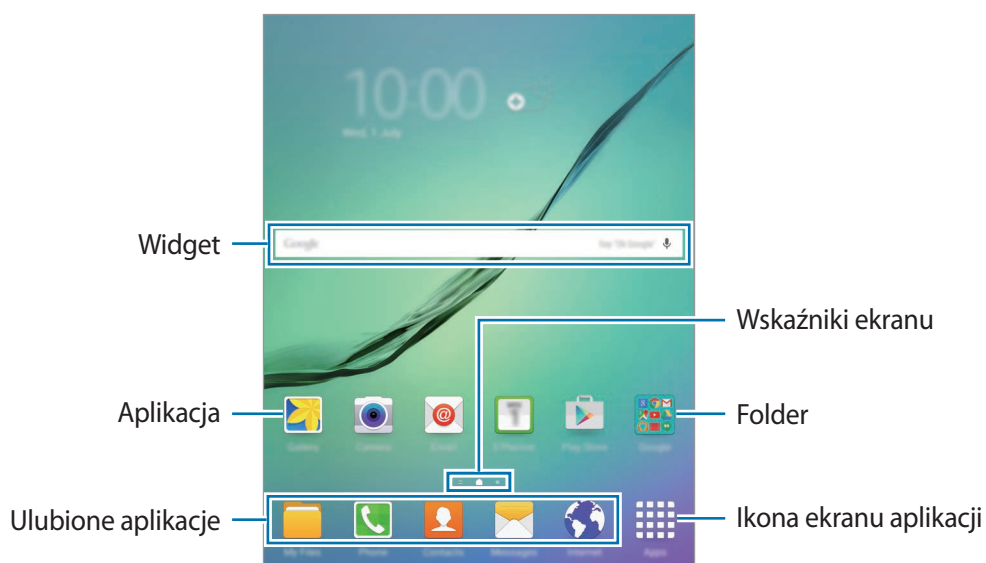 10:00
Wed, 1 July
Widget
Google
Say "Ok Google"
Wskaźniki ekranu
Aplikacja
Folder
Gallery
Camera
Email
S Planner
Play Store
Google
Ulubione aplikacje
Ikona ekranu aplikacji
My Files
Phone
Contacts
Messages
Internet
Apps